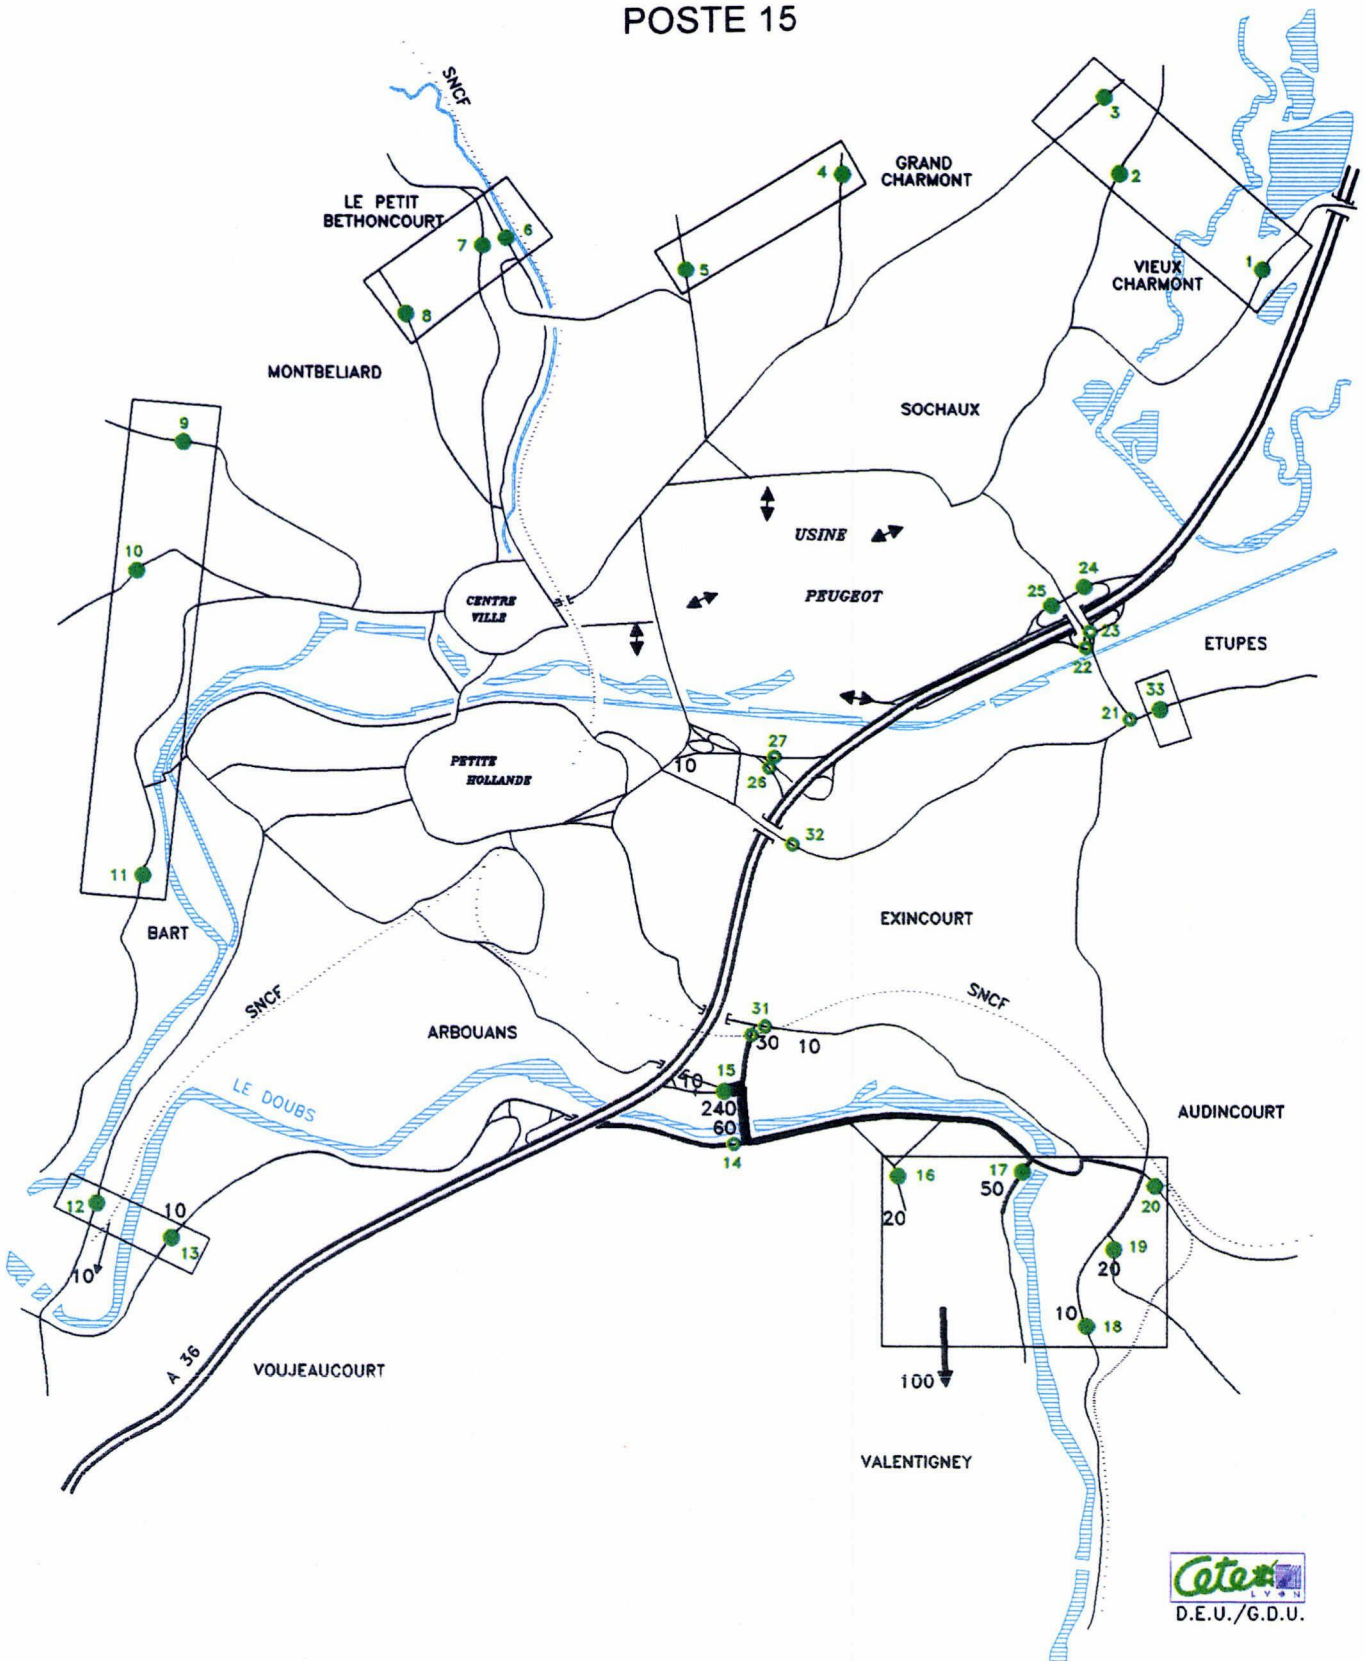 POSTE 15
SNCF
3
GRAND
CHARMONT
4
2
LE PETIT
BETHONCOURT
6
7
5
VIEUX
CHARMONT
1
8
MONTBELIARD
SOCHAUX
9
USINE
10
24
PEUGEOT
25
CENTRE
VILLE
23
ETUPES
22
33
21
27
PETITE
HOLLANDE
10
26
32
11
EXINCOURT
BART
SNCF
SNCF
31
ARBOUANS
30
10
15
10
LE DOUBS
240
AUDINCOURT
60
14
16
17
50
20
12
10
20
13
19
20
10
10
18
A 36
VOUJEAUCOURT
100
VALENTIGNEY
Cete
LYON
D.E.U./G.D.U.